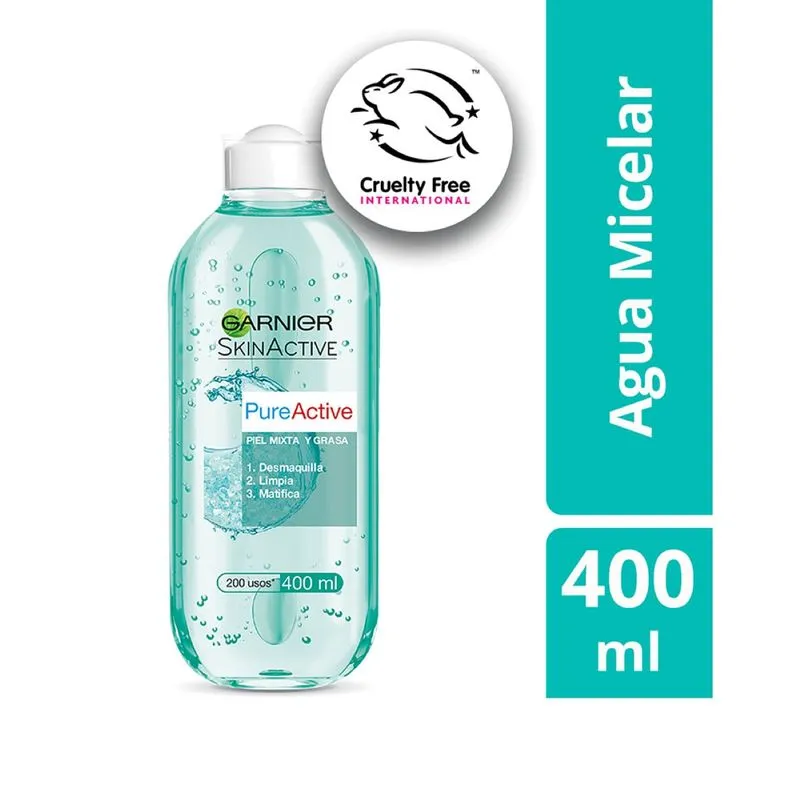 ™
Cruelty Free
INTERNATIONAL
GARNIER
SKINACTIVE
PureActive
PIEL MIXTA Y GRASA
1. Desmaquilla
2. Limpia
3. Matifica
200 usos* 400 ml
Agua Micelar
400
ml